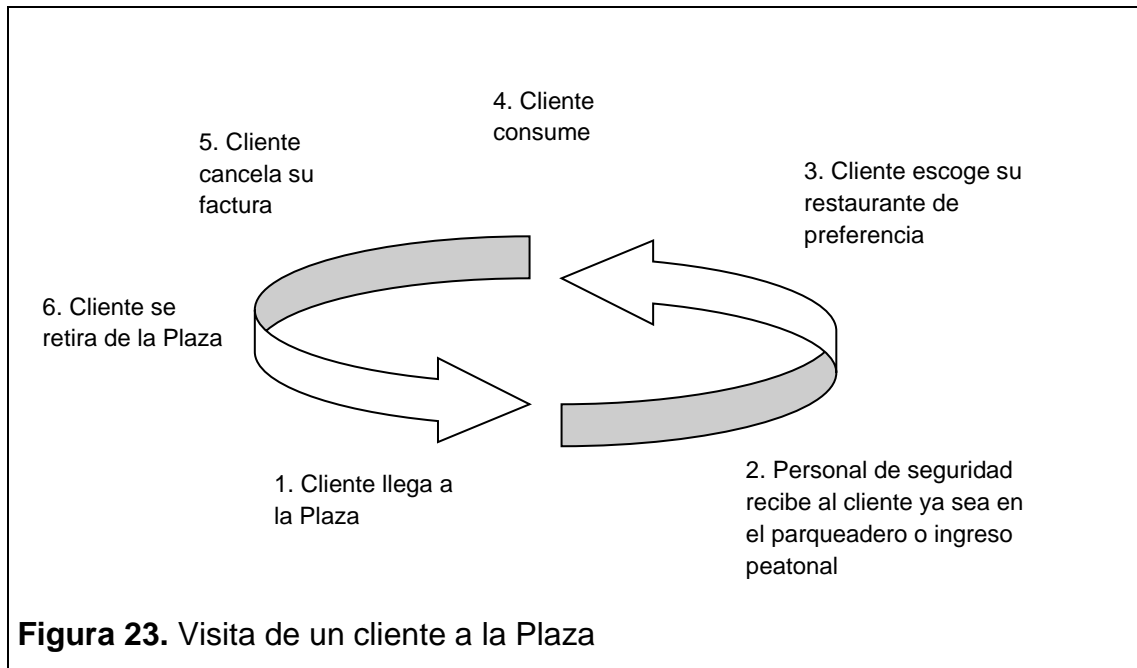 4. Cliente
consume
5. Cliente
cancela su
factura
3. Cliente escoge su
restaurante de
preferencia
6. Cliente se
retira de la Plaza
1. Cliente llega a
la Plaza
2. Personal de seguridad
recibe al cliente ya sea en
el parqueadero o ingreso
peatonal
Figura 23. Visita de un cliente a la Plaza